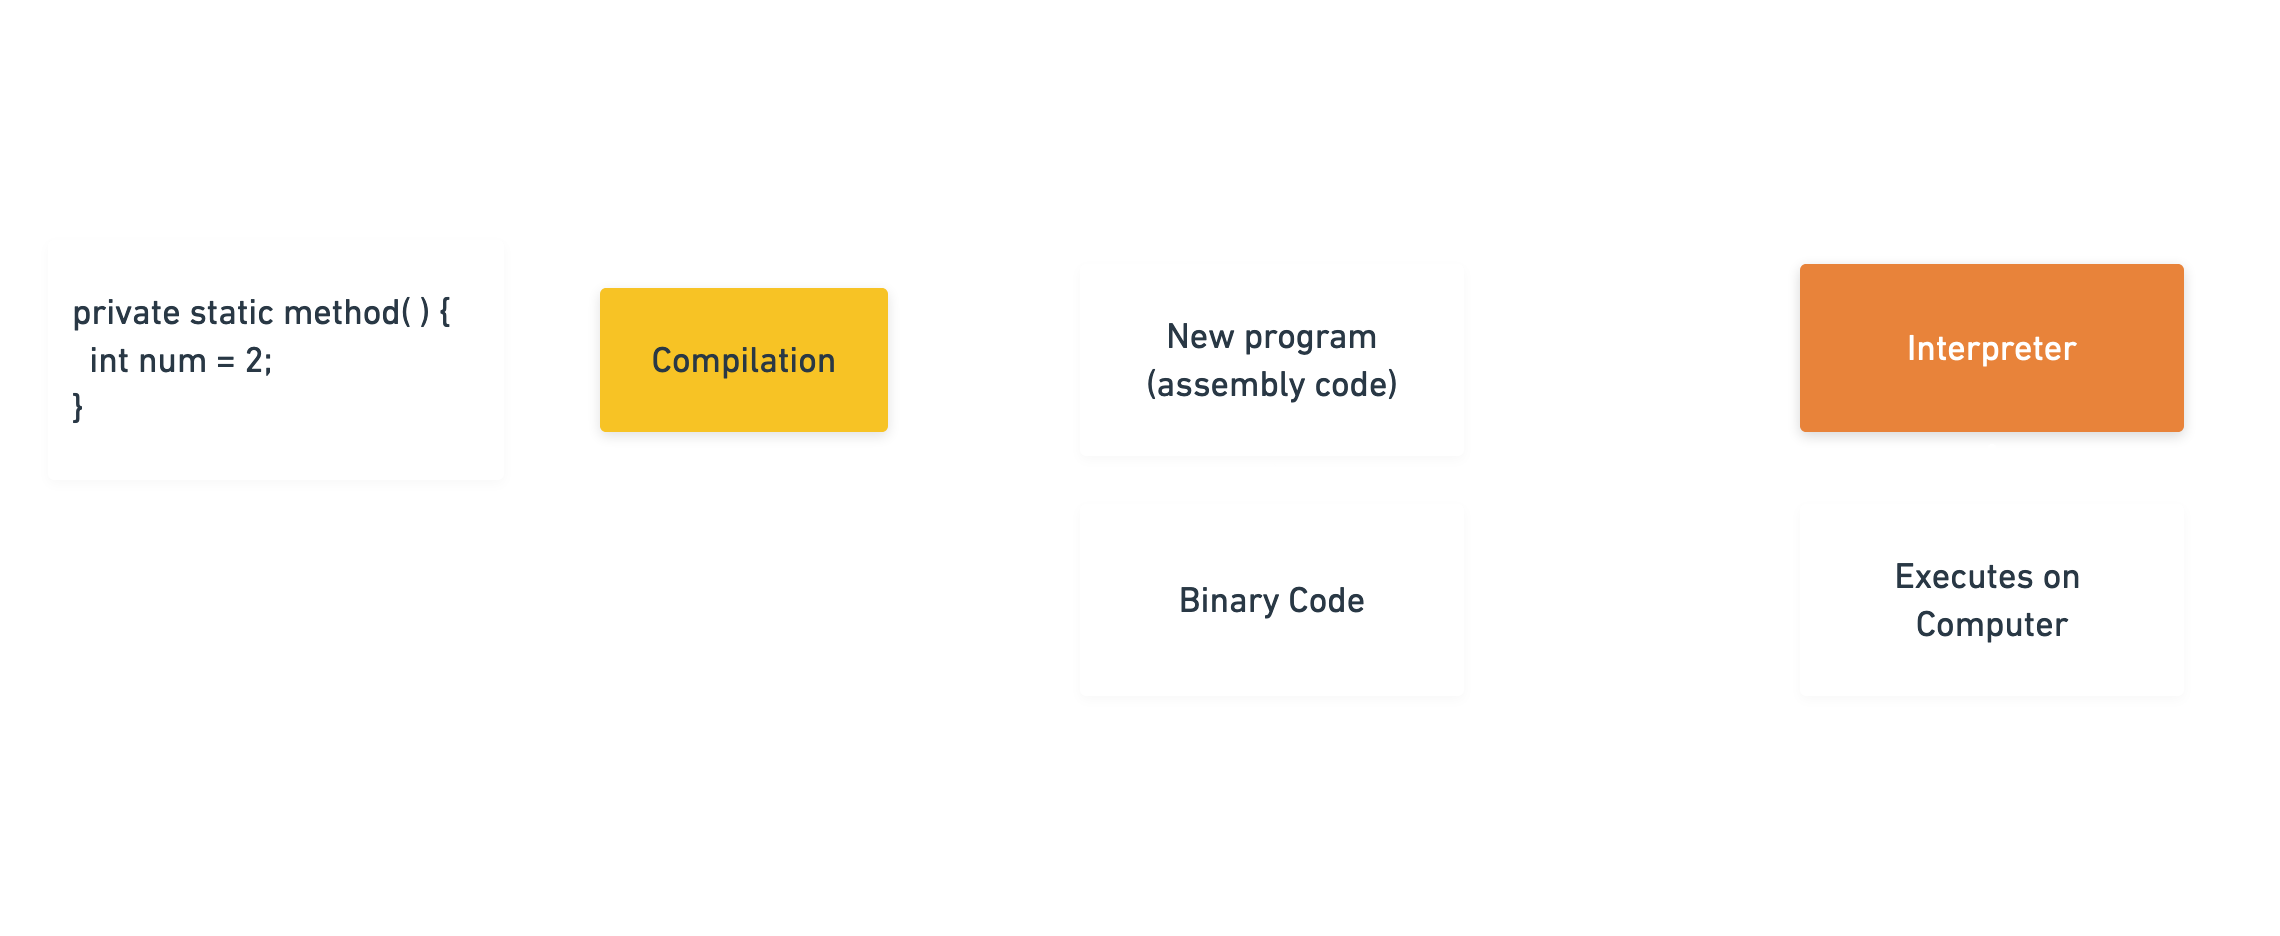 private static method( ) {
int num = 2;
}
Compilation
New program
(assembly code)
Binary Code
Interpreter
Executes on
Computer